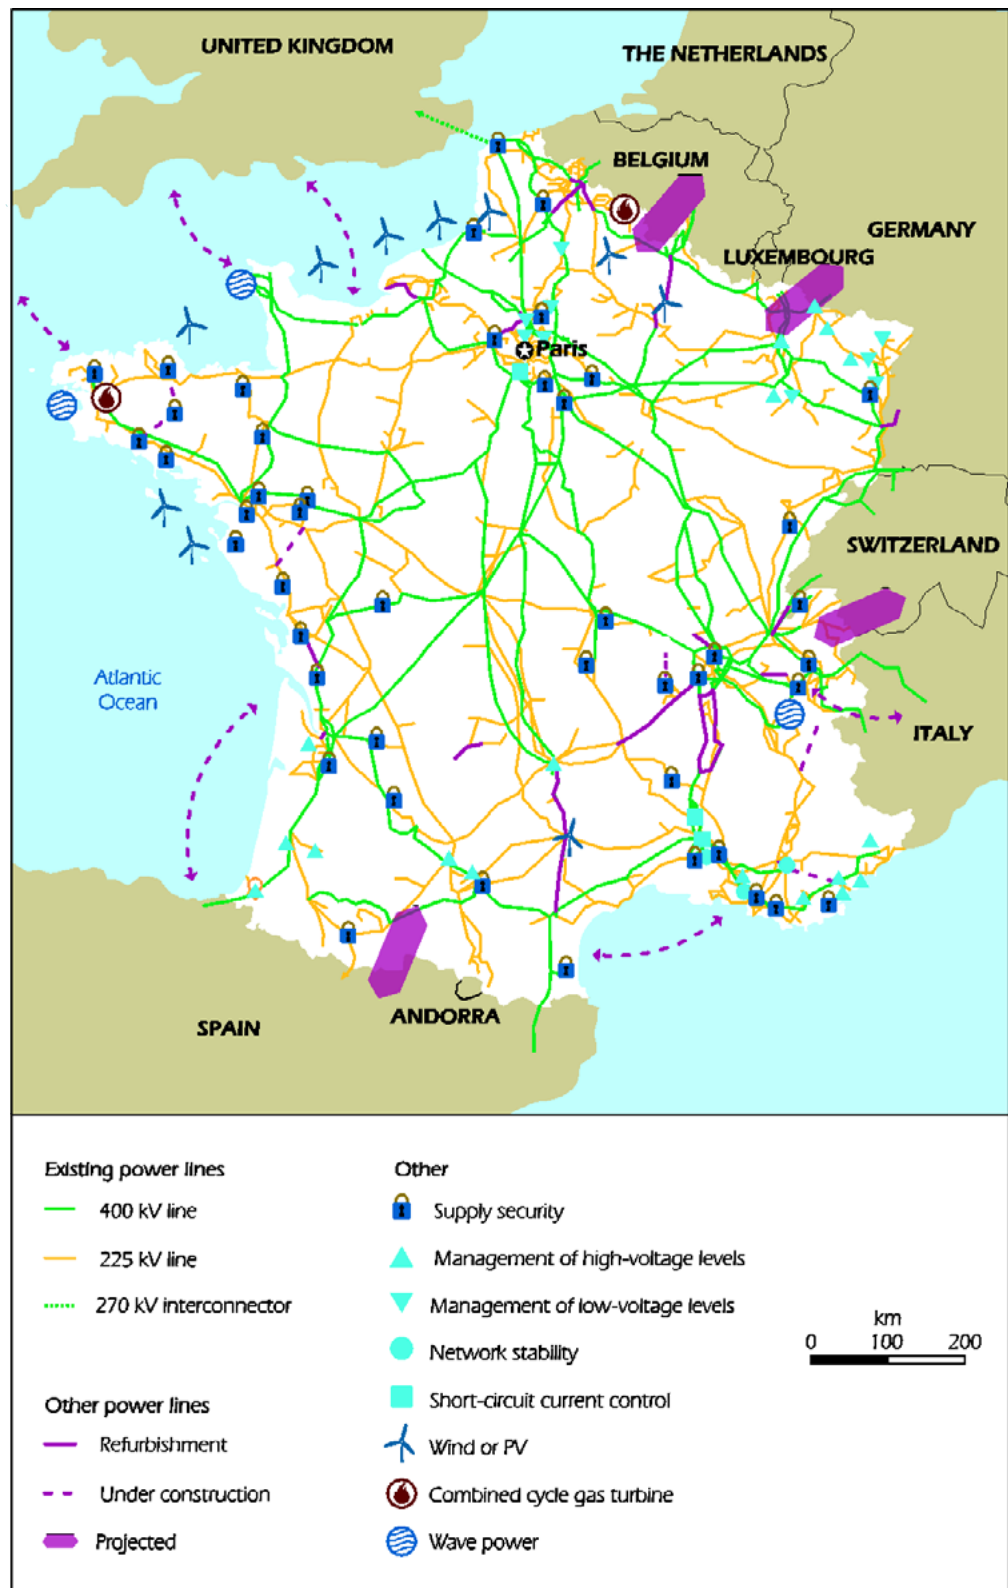 UNITED KINGDOM
THE NETHERLANDS
BELGIUM
GERMANY
LUXEMBOURG
Paris
SWITZERLAND
Atlantic
Ocean
ITALY
SPAIN
ANDORRA
Existing power lines
400 kV line
225 kV line
270 kV interconnector
Other power lines
Refurbishment
Under construction
Projected
Other
Supply security
Management of high-voltage levels
Management of low-voltage levels
Network stability
Short-circuit current control
Wind or PV
Combined cycle gas turbine
Wave power
km
0 100 200